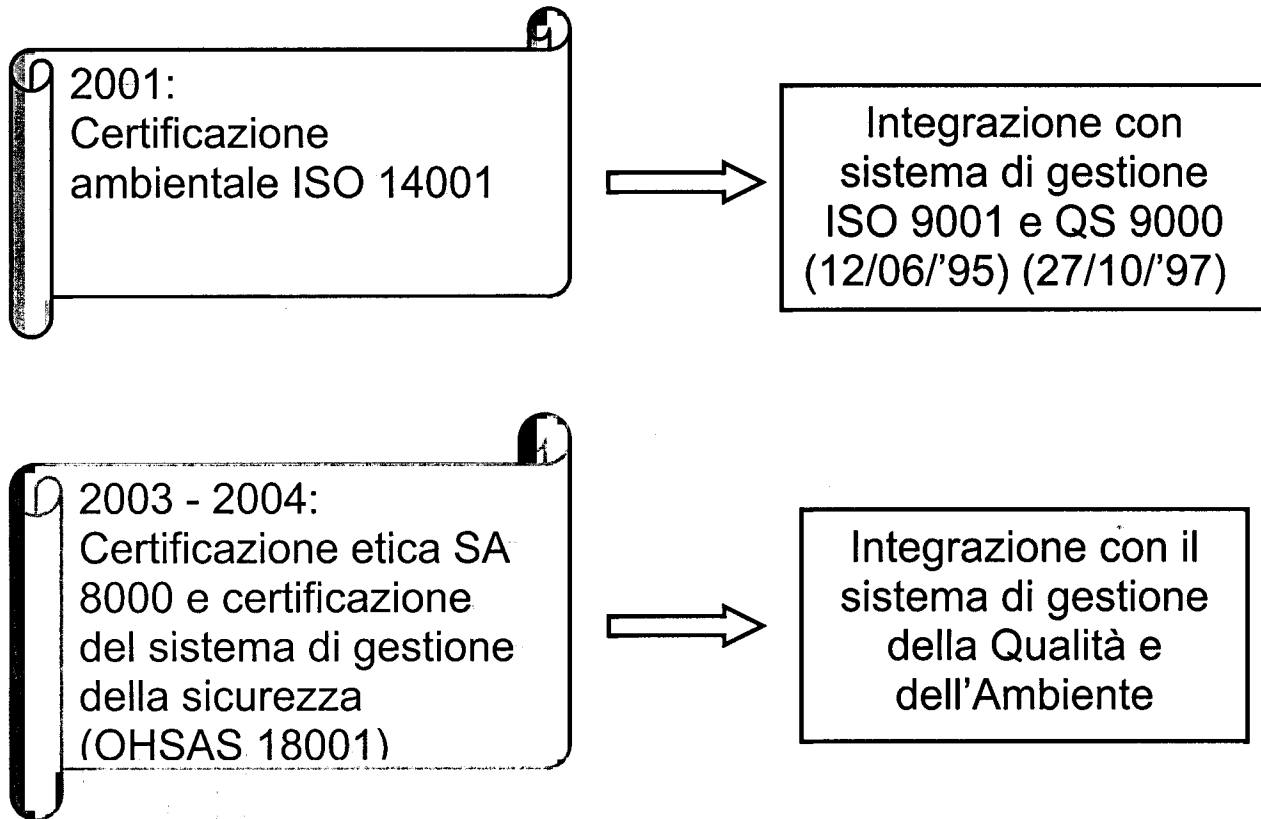 2001:
Certificazione
ambientale ISO 14001
Integrazione con
sistema di gestione
ISO 9001 e QS 9000
(12/06/'95) (27/10/'97)
2003 - 2004:
Certificazione etica SA
8000 e certificazione
del sistema di gestione
della sicurezza
(OHSAS 18001)
Integrazione con il
sistema di gestione
della Qualità e
dell'Ambiente